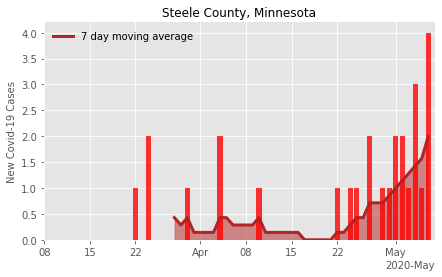 Steele County, Minnesota
7 day moving average
New Covid-19 Cases
4.0
3.5
3.0
2.5
2.0
1.5
1.0
0.5
0.0
08 15 22 Apr 08 15 22 May
2020-May